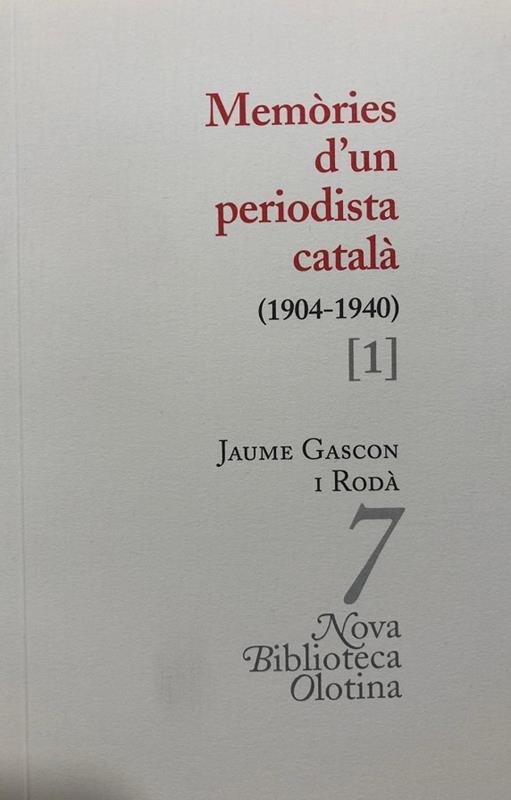 Memòries
d'un
periodista
català
(1904-1940)
[1]
Jaume Gascon
i Rodà
7
Nova
Biblioteca
Olotina